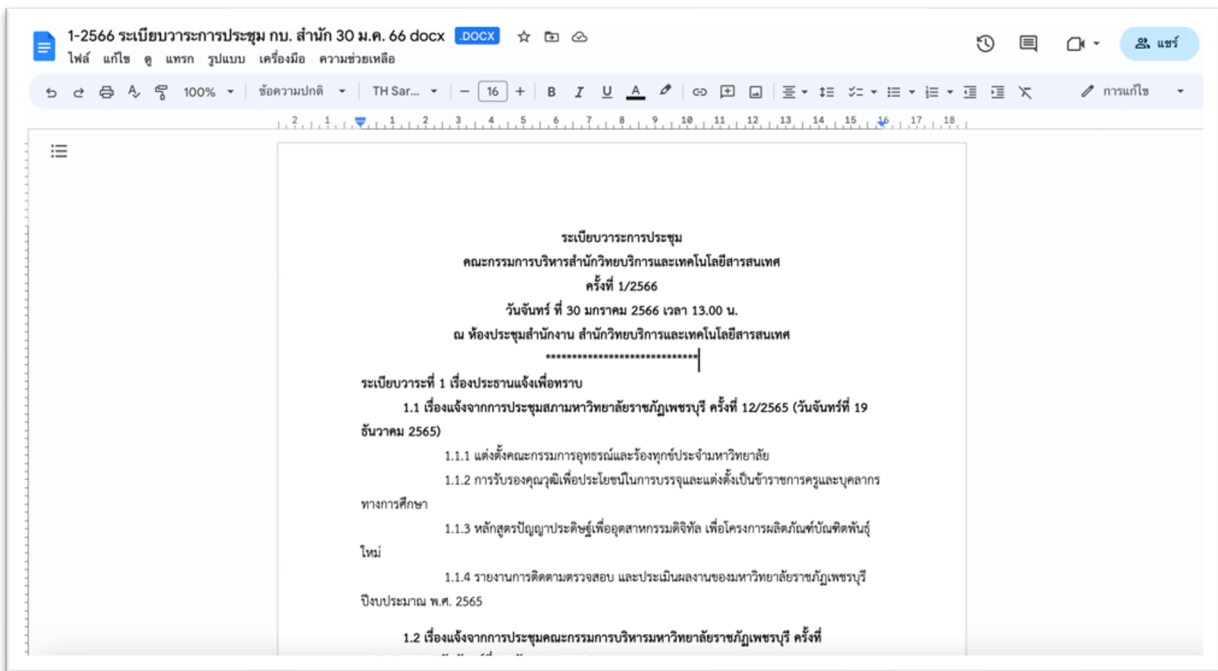 1-2566 ระเบียบวาระการประชุม กบ. สำนัก 30 ม.ค. 66 docx .DOCX
ไฟล์ แก้ไข ดู แทรก รูปแบบ เครื่องมือ ความช่วยเหลือ
แชร์
100% ข้อความปกติ TH Sar... − 16 + B I U A การแก้ไข
2 1 1 2 3 4 5 6 7 8 9 10 11 12 13 14 15 16 17 18
ระเบียบวาระการประชุม
คณะกรรมการบริหารสำนักวิทยบริการและเทคโนโลยีสารสนเทศ
ครั้งที่ 1/2566
วันจันทร์ ที่ 30 มกราคม 2566 เวลา 13.00 น.
ณ ห้องประชุมสำนักงาน สำนักวิทยบริการและเทคโนโลยีสารสนเทศ
*****************************
ระเบียบวาระที่ 1 เรื่องประธานแจ้งเพื่อทราบ
1.1 เรื่องแจ้งจากการประชุมสภามหาวิทยาลัยราชภัฏเพชรบุรี ครั้งที่ 12/2565 (วันจันทร์ที่ 19
ธันวาคม 2565)
1.1.1 แต่งตั้งคณะกรรมการอุทธรณ์และร้องทุกข์ประจำมหาวิทยาลัย
1.1.2 การรับรองคุณวุฒิเพื่อประโยชน์ในการบรรจุและแต่งตั้งเป็นข้าราชการครูและบุคลากร
ทางการศึกษา
1.1.3 หลักสูตรปัญญาประดิษฐ์เพื่ออุตสาหกรรมดิจิทัล เพื่อโครงการผลิตภัณฑ์บัณฑิตพันธุ์
ใหม่
1.1.4 รายงานการติดตามตรวจสอบ และประเมินผลงานของมหาวิทยาลัยราชภัฏเพชรบุรี
ปีงบประมาณ พ.ศ. 2565
1.2 เรื่องแจ้งจากการประชุมคณะกรรมการบริหารมหาวิทยาลัยราชภัฏเพชรบุรี ครั้งที่